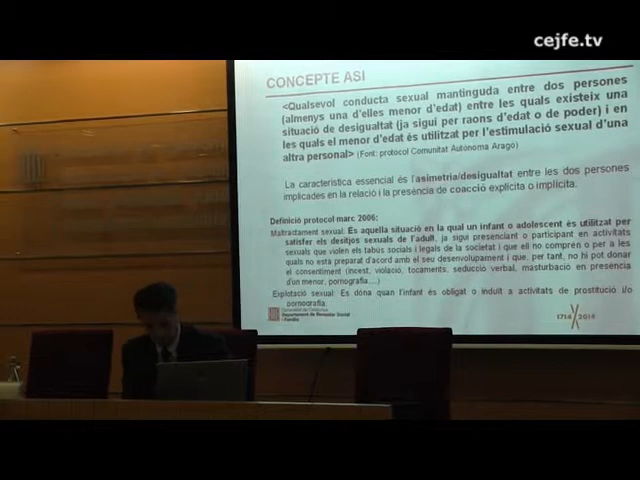 cejfe.tv
CONCEPTE ASI
<Qualsevol conducta sexual mantinguda entre dos persones
(almenys una d'elles menor d'edat) entre les quals existeix una
situació de desigualtat (ja sigui per raons d'edat o de poder) i en
les quals el menor d'edat és utilitzat per l'estimulació sexual d'una
altra personal> (Font: protocol Comunitat Autònoma Aragó)
La característica essencial és l'asimetria/desigualtat entre les dos persones
implicades en la relació i la presència de coacció explícita o implícita.
Definició protocol marc 2006:
Maltractament sexual: És aquella situació en la qual un infant o adolescent és utilitzat per
satisfer els desitjos sexuals de l'adult, ja sigui presenciant o participant en activitats
sexuals que violen els tabús socials i legals de la societat i que ell no compren o per a les
quals no està preparat d'acord amb el seu desenvolupament i que, per tant, no hi pot donar
el consentiment (incest, violació, tocaments, seducció verbal, masturbació en presència
d'un menor, pornografia....)
Explotació sexual: Es dóna quan l'infant és obligat o induït a activitats de prostitució i/o
pornografia.
Generalitat de Catalunya
Departament de Benestar Social
i Família
1714 2014